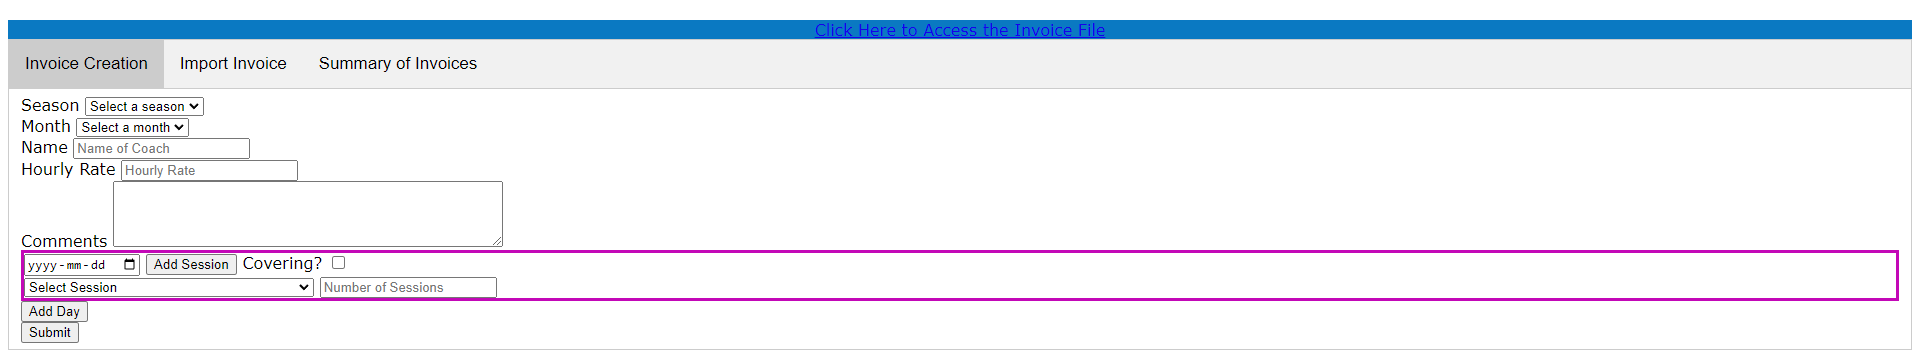 Click Here to Access the Invoice File
Invoice Creation Import Invoice Summary of Invoices
Season Select a season
Month Select a month
Name Name of Coach
Hourly Rate Hourly Rate
Comments
yyyy-mm-dd Add Session Covering?
Select Session Number of Sessions
Add Day
Submit